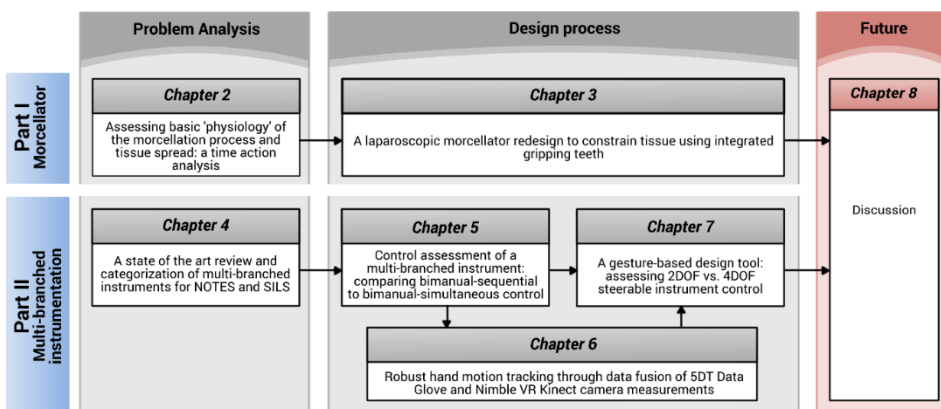 Problem Analysis
Design process
Future
Part I
Morcellator
Chapter 2
Assessing basic 'physiology' of
the morcellation process and
tissue spread: a time action
analysis
Chapter 3
A laparoscopic morcellator redesign to constrain tissue using integrated
gripping teeth
Chapter 8
Discussion
Part II
Multi-branched
instrumentation
Chapter 4
A state of the art review and
categorization of multi-branched
instruments for NOTES and SILS
Chapter 5
Control assessment of a
multi-branched instrument:
comparing bimanual-sequential
to bimanual-simultaneous control
Chapter 7
A gesture-based design tool:
assessing 2DOF vs. 4DOF
steerable instrument control
Chapter 6
Robust hand motion tracking through data fusion of 5DT Data
Glove and Nimble VR Kinect camera measurements